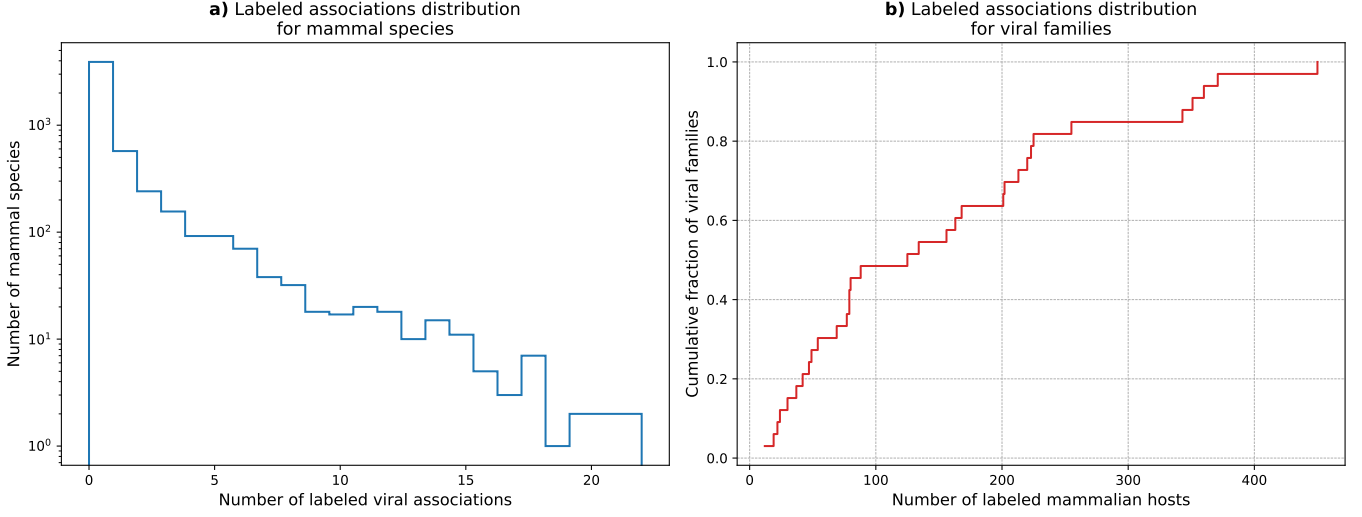 a) Labeled associations distribution
for mammal species
Number of mammal species
10³
10²
10¹
10⁰
0 5 10 15 20
Number of labeled viral associations
b) Labeled associations distribution
for viral families
Cumulative fraction of viral families
1.0
0.8
0.6
0.4
0.2
0.0
0 100 200 300 400
Number of labeled mammalian hosts